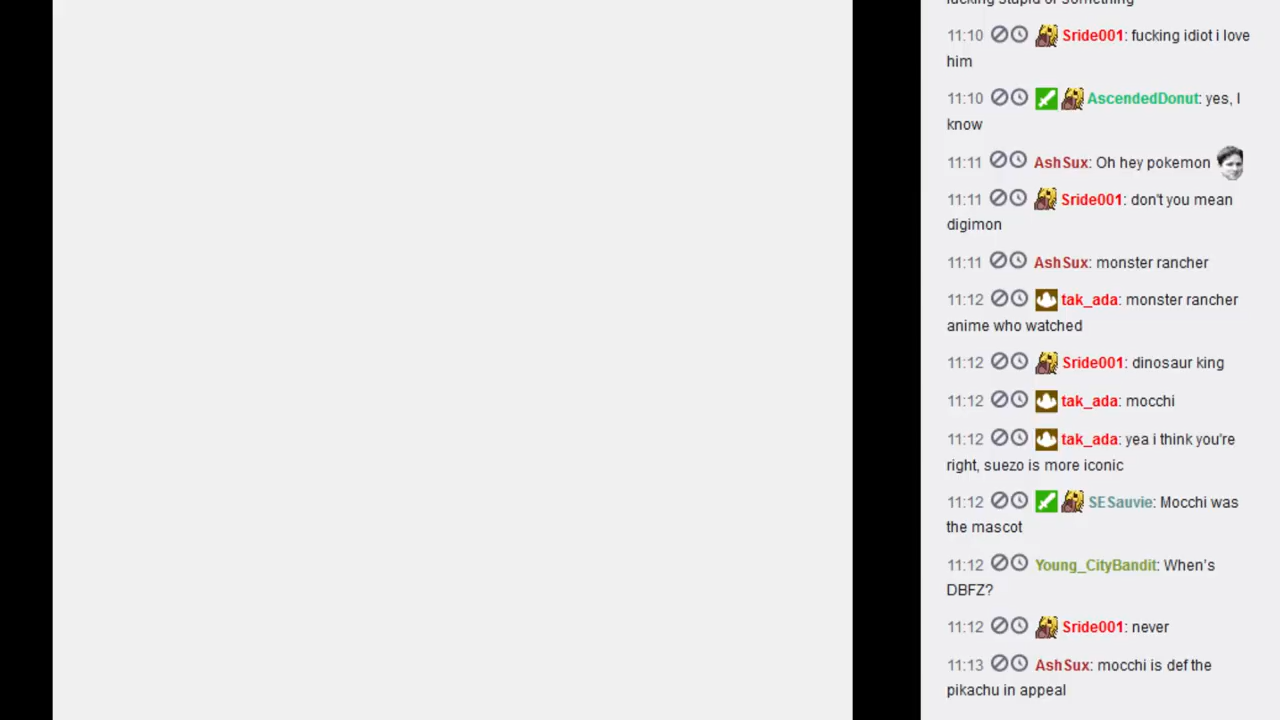 fucking stupid or something
11:10 Sride001: fucking idiot i love
him
11:10 AscendedDonut: yes, I
know
11:11 AshSux: Oh hey pokemon
11:11 Sride001: don't you mean
digimon
11:11 AshSux: monster rancher
11:12 tak_ada: monster rancher
anime who watched
11:12 Sride001: dinosaur king
11:12 tak_ada: mocchi
11:12 tak_ada: yea i think you're
right, suezo is more iconic
11:12 SESauvie: Mocchi was
the mascot
11:12 Young_CityBandit: When's
DBFZ?
11:12 Sride001: never
11:13 AshSux: mocchi is def the
pikachu in appeal